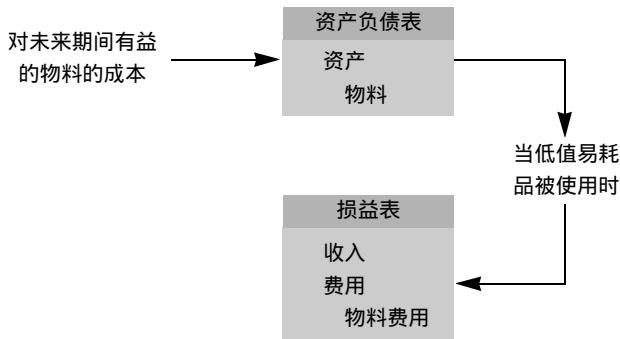 对未来期间有益
的物料的成本
资产负债表
资产
物料
当低值易耗
品被使用时
损益表
收入
费用
物料费用